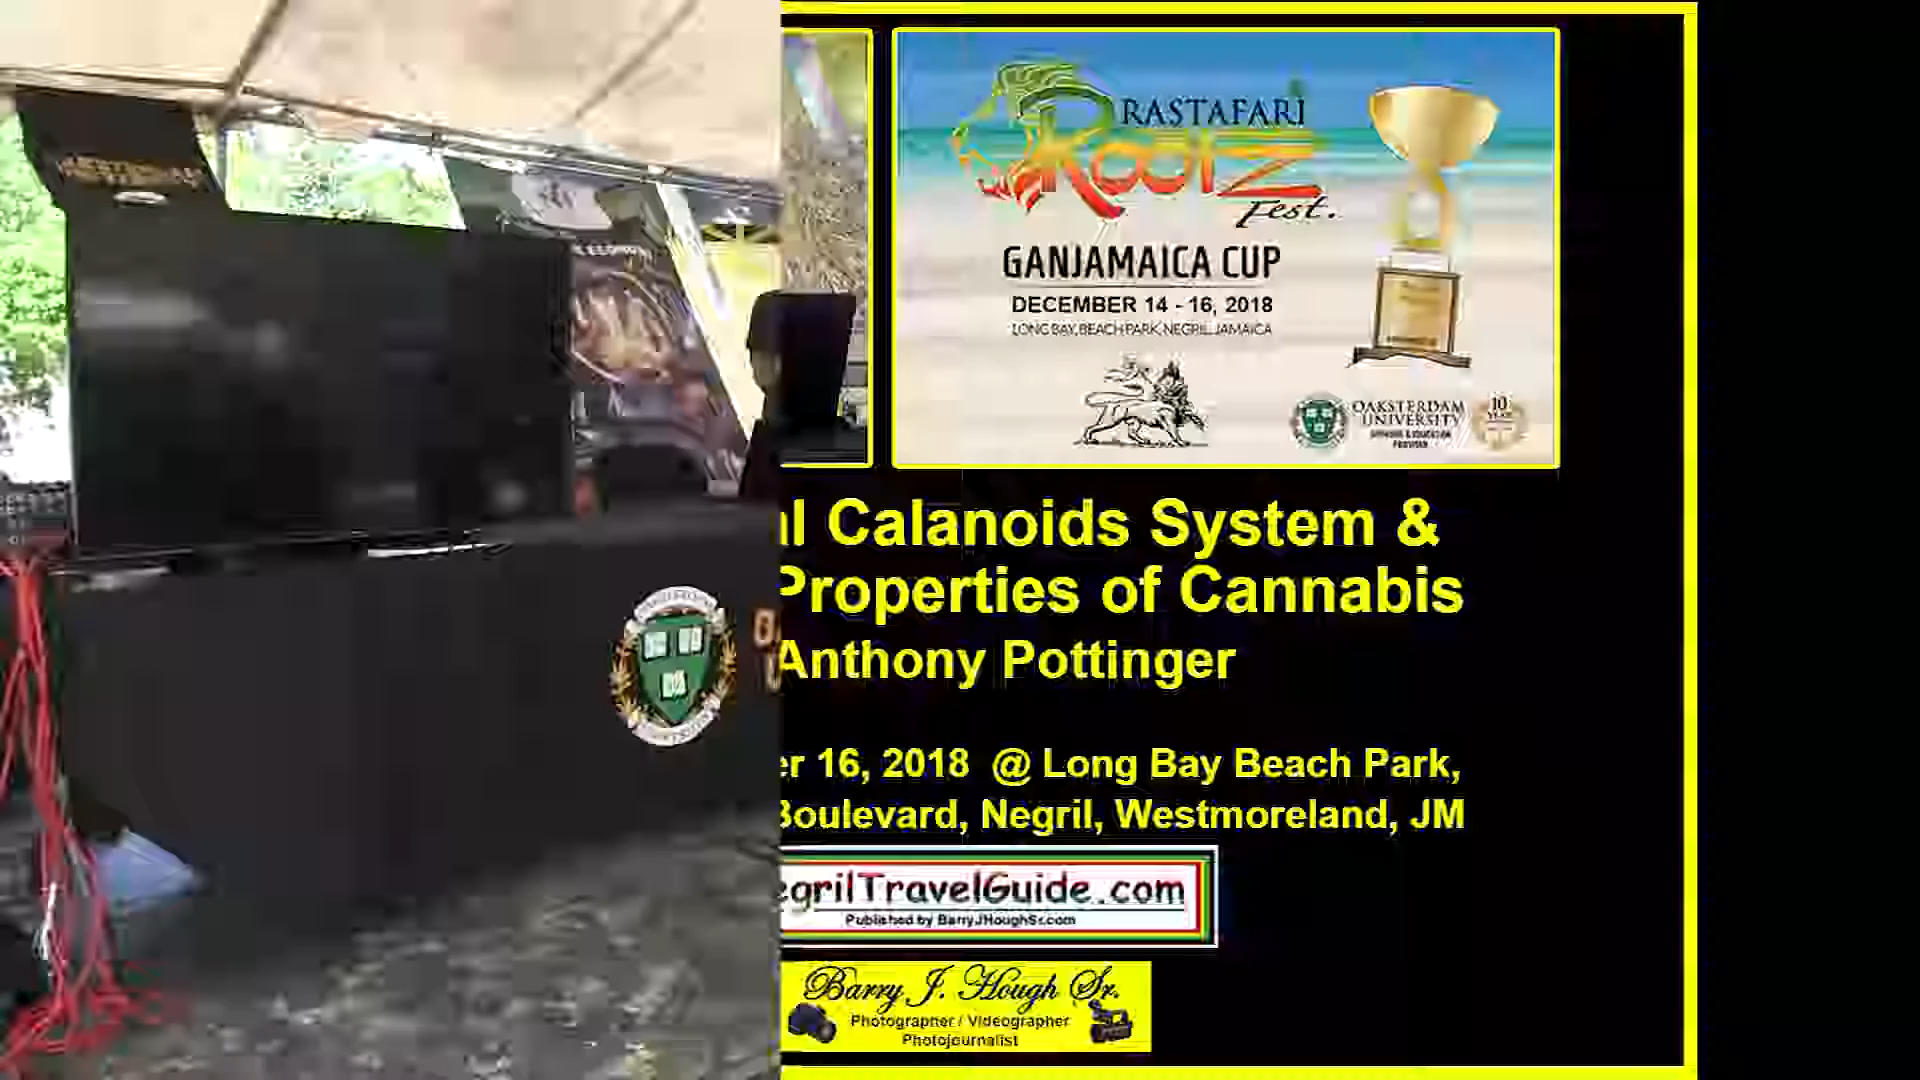 RASTAFARI
Rootz
Fest.
GANJAMAICA CUP
DECEMBER 14 - 16, 2018
LONG BAY BEACH PARK, NEGRIL, JAMAICA
OAKSTERDAM
UNIVERSITY
10
l Calanoids System &
Properties of Cannabis
Anthony Pottinger
er 16, 2018 @ Long Bay Beach Park,
Boulevard, Negril, Westmoreland, JM
egrilTravelGuide.com
Published by BarryJHoughSr.com
Barry J. Hough Sr.
Photographer / Videographer
Photojournalist